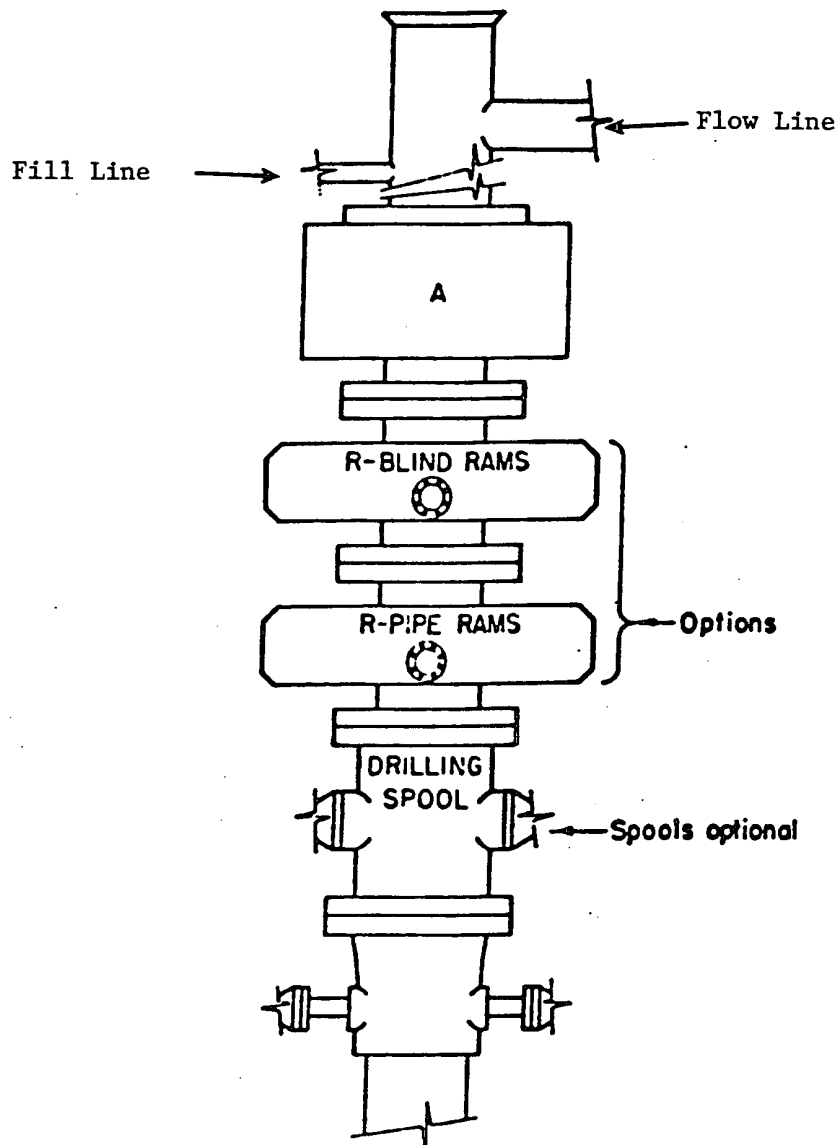 Flow Line
Fill Line
A
R-BLIND RAMS
R-PIPE RAMS
Options
DRILLING
SPOOL
Spools optional